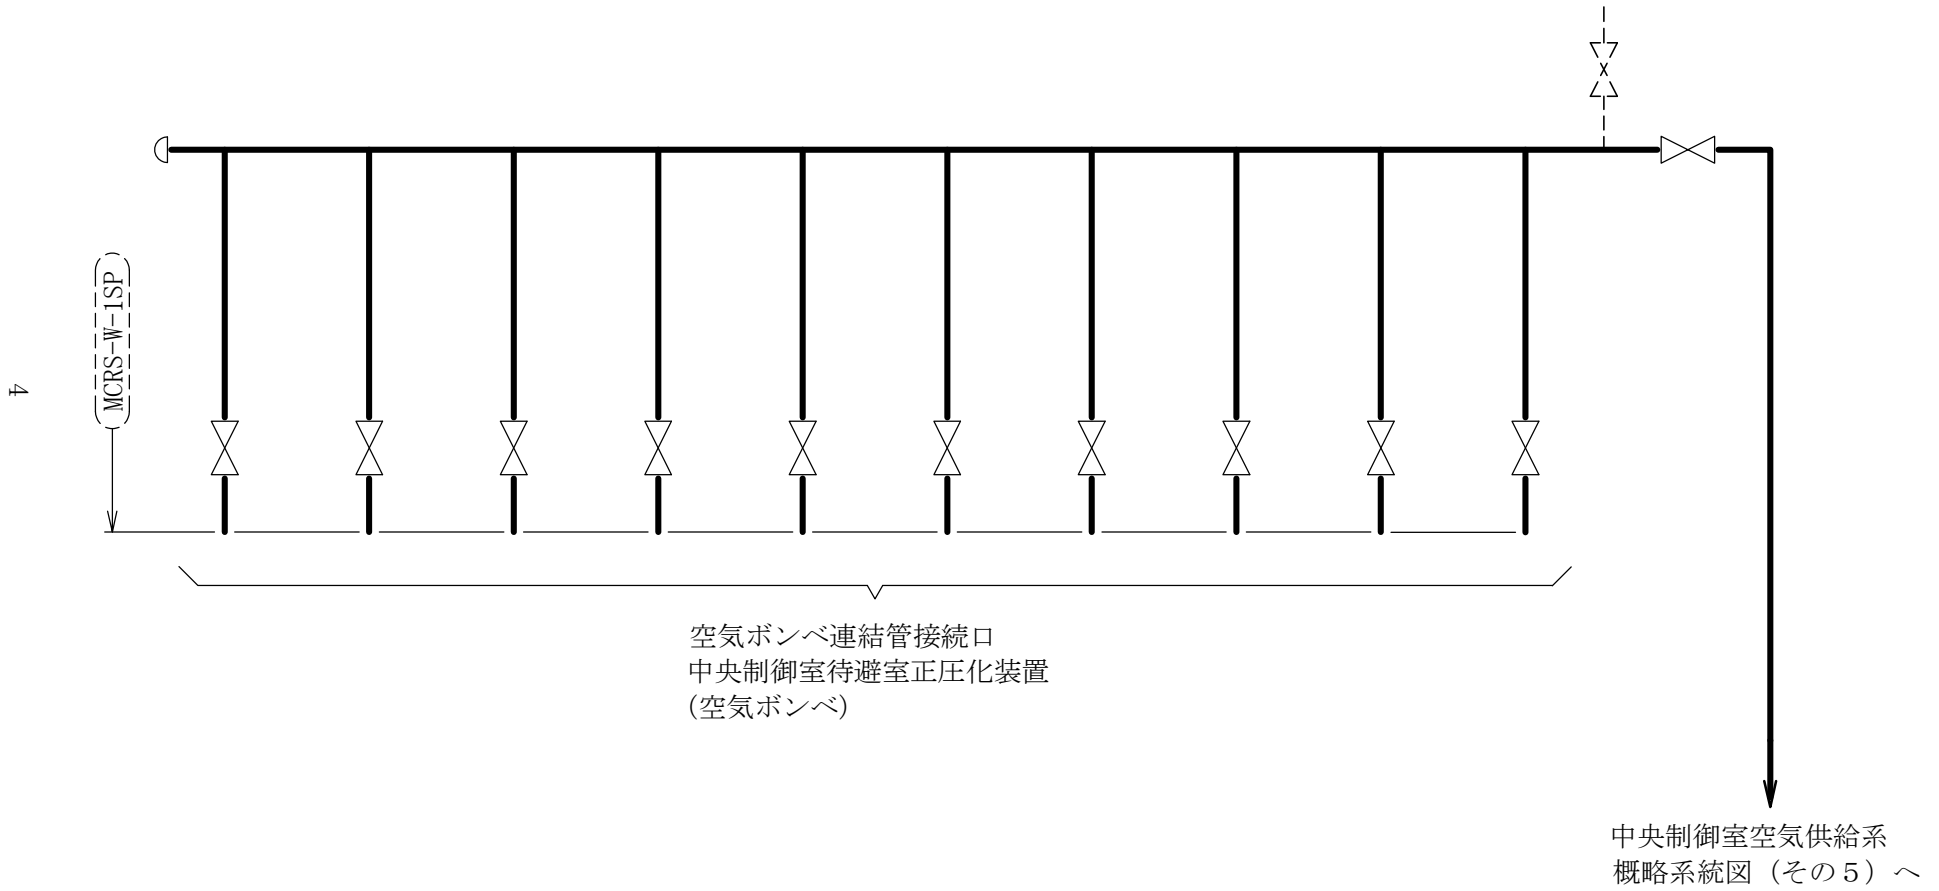 MCRS-W-1SP
4
空気ボンベ連結管接続口
中央制御室待避室正圧化装置
(空気ボンベ)
中央制御室空気供給系
概略系統図（その５）へ